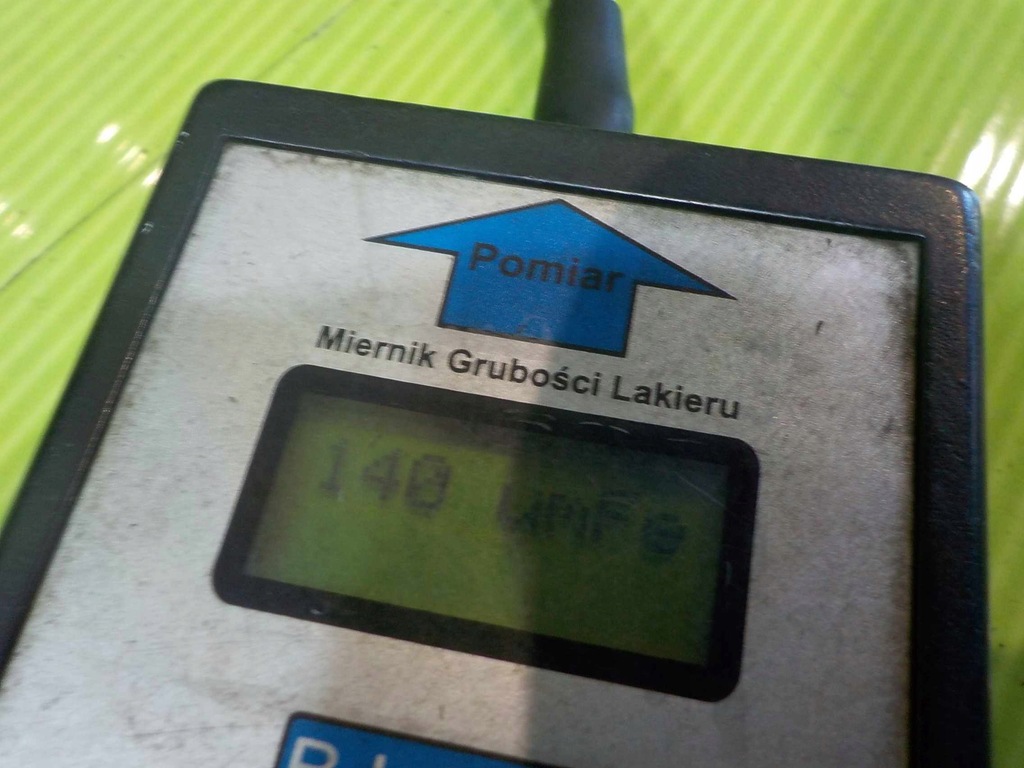 Pomiar
Miernik Grubości Lakieru
140 umFe